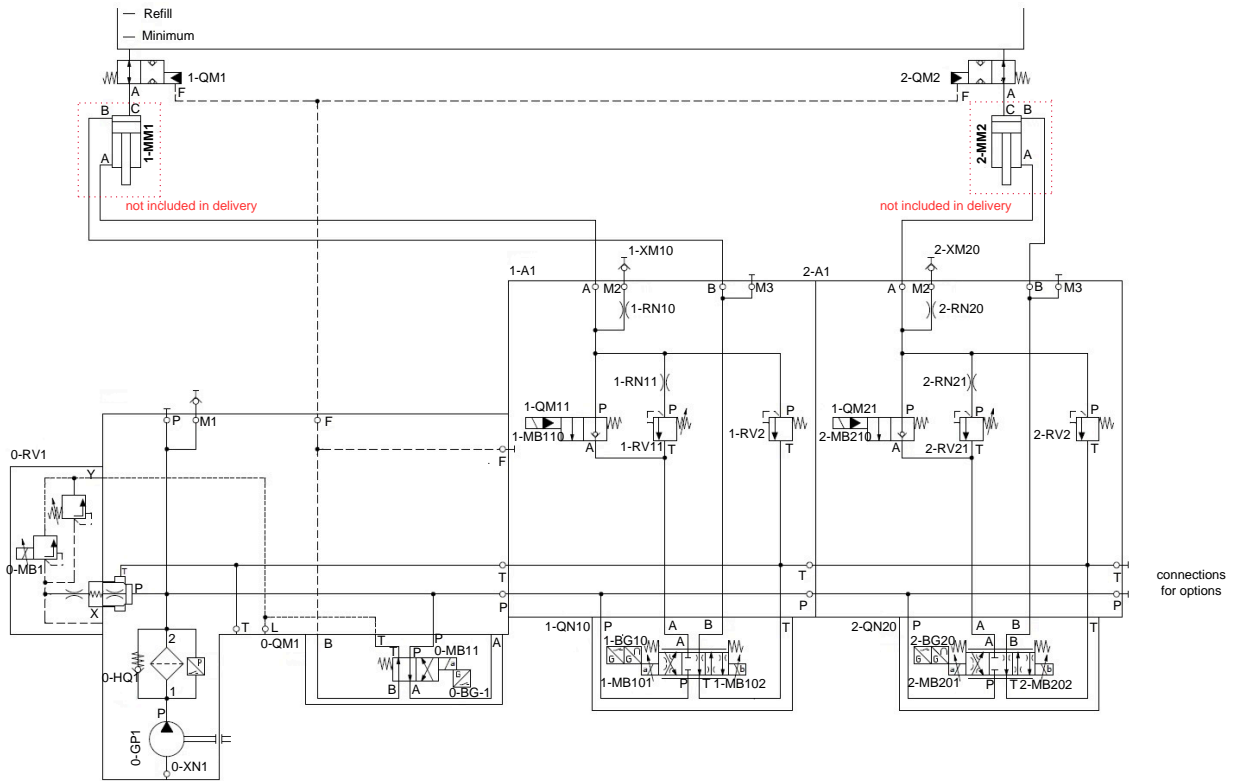 Refill
Minimum
1-QM1
2-QM2
A
F
A
F
B
C
C
B
1-MM1
2-MM2
A
A
not included in delivery
not included in delivery
1-XM10
2-XM20
1-A1
2-A1
A
M2
B
M3
A
M2
B
M3
1-RN10
2-RN20
1-RN11
2-RN21
1-QM11
P
P
P
2-QM21
P
P
P
1-MB110
1-RV2
2-MB210
2-RV2
A
1-RV11
T
T
A
2-RV21
T
T
P
M1
F
F
0-RV1
Y
0-MB1
T
P
X
T
T
T
P
P
P
connections
for options
T
L
0-QM1
B
T
P
A
1-QN10
P
A
B
T
2-QN20
P
A
B
T
2
0-HQ1
P
1
0-MB11
P
a
G
B
A
0-BG-1
1-BG10
G
G
A
B
a
b
1-MB101
P
T
1-MB102
2-BG20
G
G
A
B
a
b
2-MB201
P
T
2-MB202
P
0-GP1
0-XN1